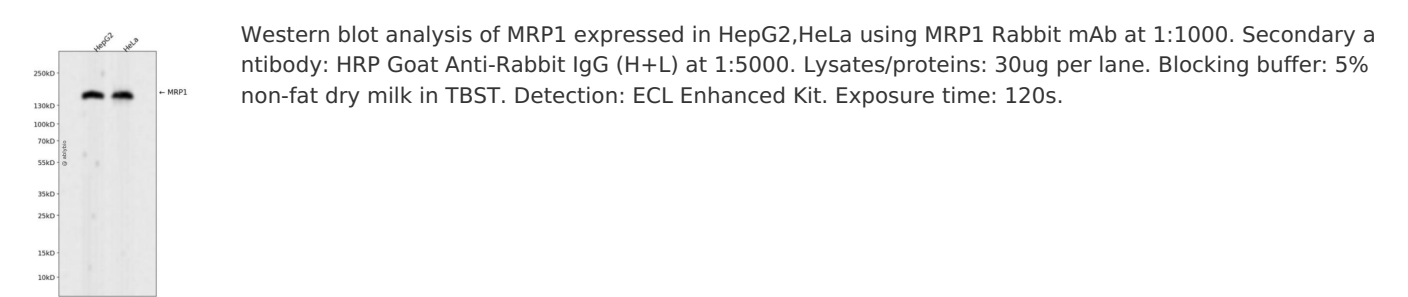 HepG2 HeLa
250kD
← MRP1
130kD
100kD
70kD
55kD
@ abiybio
35kD
25kD
15kD
10kD
Western blot analysis of MRP1 expressed in HepG2,HeLa using MRP1 Rabbit mAb at 1:1000. Secondary a
ntibody: HRP Goat Anti-Rabbit IgG (H+L) at 1:5000. Lysates/proteins: 30ug per lane. Blocking buffer: 5%
non-fat dry milk in TBST. Detection: ECL Enhanced Kit. Exposure time: 120s.